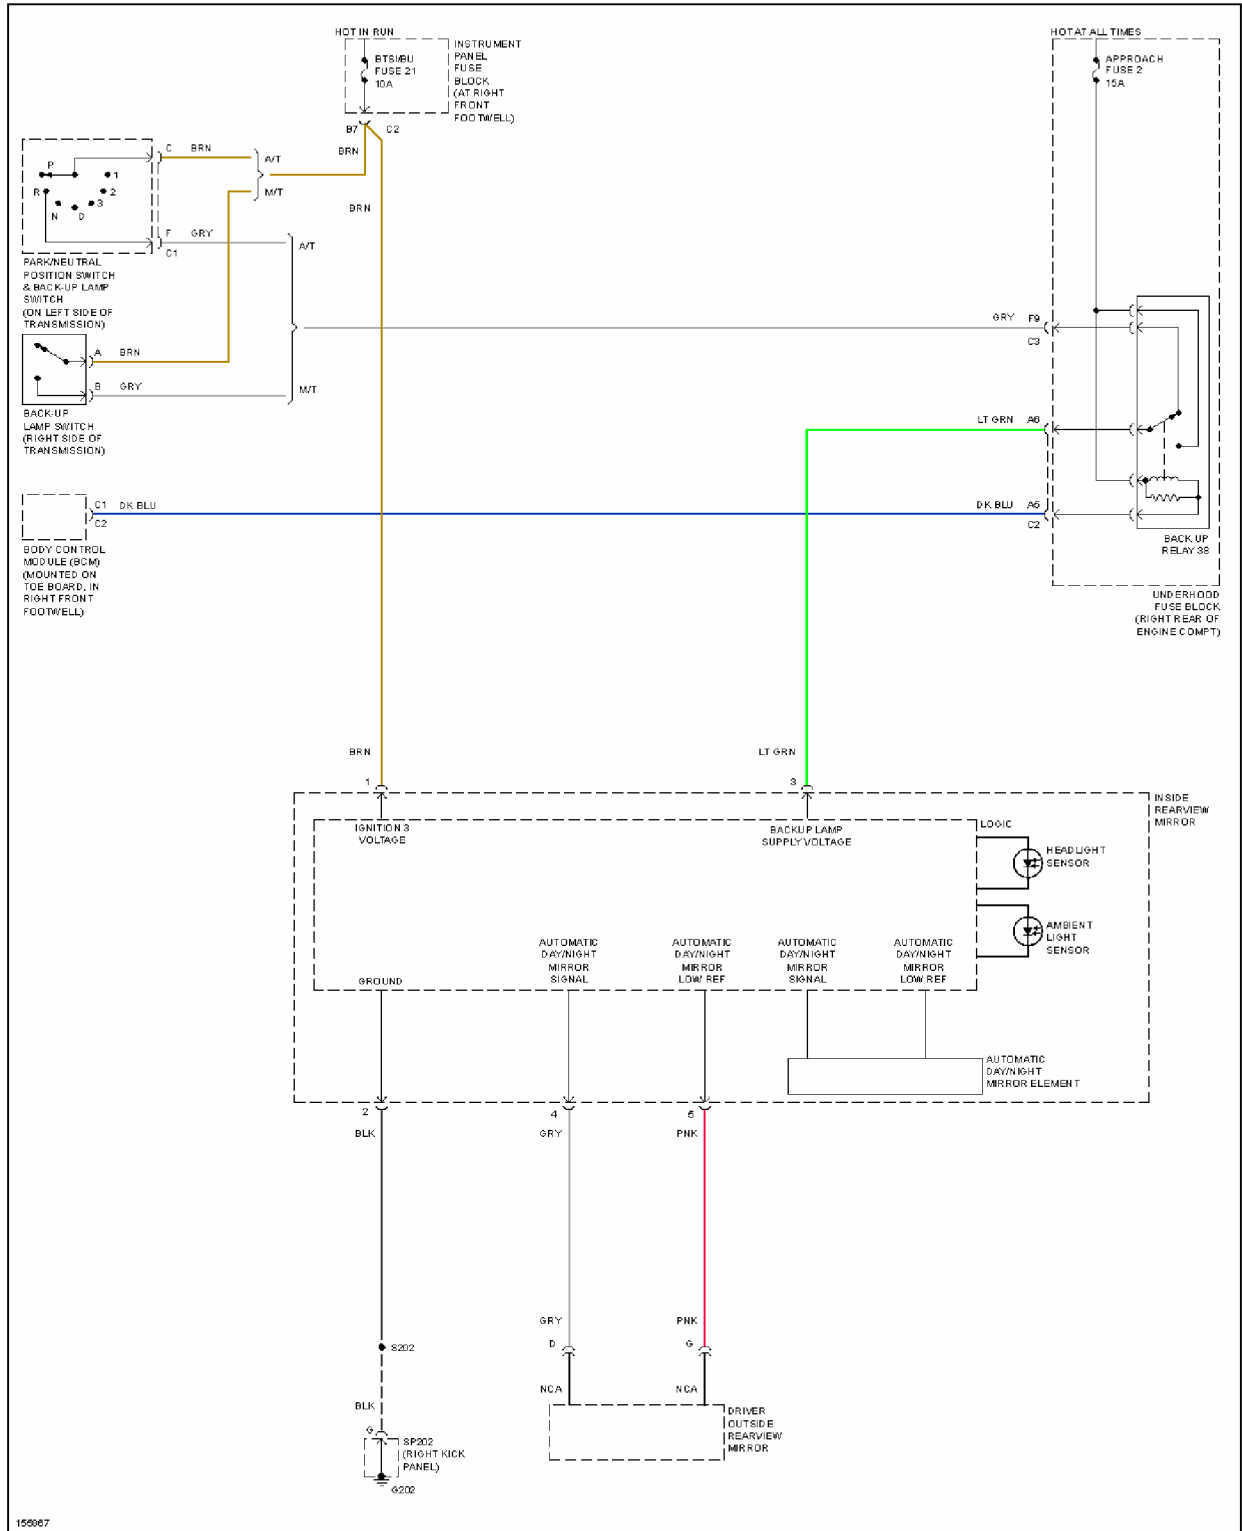 HOT IN RUN
BTSI/BU
FUSE 21
10A
INSTRUMENT
PANEL
FUSE
BLOCK
(AT RIGHT
FRONT
FOOTWELL)
B7
C2
BRN
BRN
HOT AT ALL TIMES
APPROACH
FUSE 2
15A
C
BRN
A/T
M/T
P
R
N
D
3
2
1
F
GRY
C1
A/T
PARK/NEUTRAL
POSITION SWITCH
& BACK-UP LAMP
SWITCH
(ON LEFT SIDE OF
TRANSMISSION)
GRY
F9
C3
A
BRN
B
GRY
M/T
BACK-UP
LAMP SWITCH
(RIGHT SIDE OF
TRANSMISSION)
LT GRN
A6
C1
DK BLU
C2
DK BLU
A5
C2
BODY CONTROL
MODULE (BCM)
(MOUNTED ON
TOE BOARD, IN
RIGHT FRONT
FOOTWELL)
BACK UP
RELAY 38
UNDERHOOD
FUSE BLOCK
(RIGHT REAR OF
ENGINE COMPT)
BRN
1
LT GRN
3
INSIDE
REARVIEW
MIRROR
IGNITION 3
VOLTAGE
BACKUP LAMP
SUPPLY VOLTAGE
LOGIC
HEADLIGHT
SENSOR
AMBIENT
LIGHT
SENSOR
GROUND
AUTOMATIC
DAY/NIGHT
MIRROR
SIGNAL
AUTOMATIC
DAY/NIGHT
MIRROR
LOW REF
AUTOMATIC
DAY/NIGHT
MIRROR
SIGNAL
AUTOMATIC
DAY/NIGHT
MIRROR
LOW REF
AUTOMATIC
DAY/NIGHT
MIRROR ELEMENT
2
4
5
BLK
GRY
PNK
GRY
PNK
D
G
S202
NCA
NCA
BLK
G
SP202
(RIGHT KICK
PANEL)
G202
DRIVER
OUTSIDE
REARVIEW
MIRROR
155867